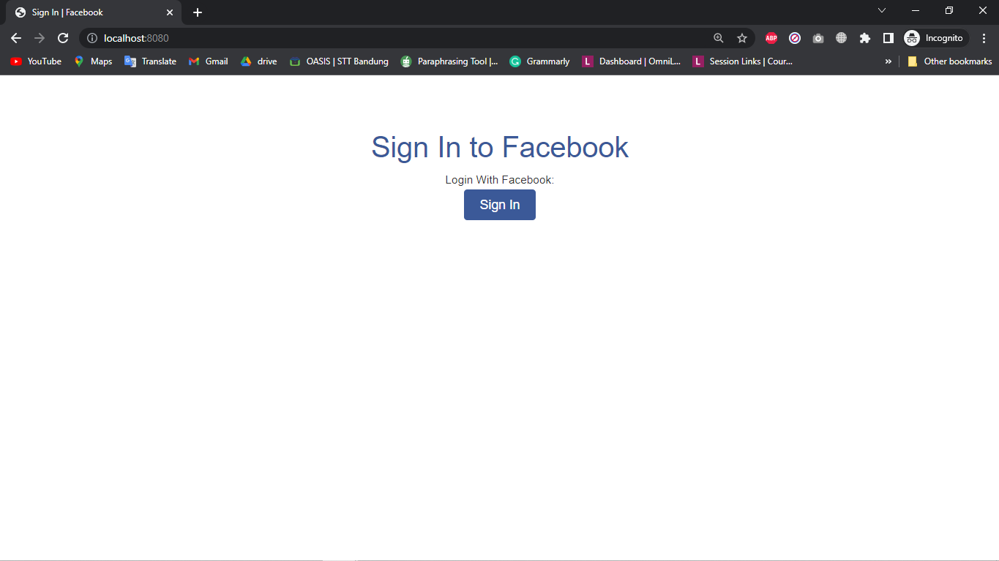 Sign In | Facebook
localhost:8080
ABP
Incognito
YouTube
Maps
Translate
Gmail
drive
OASIS | STT Bandung
Paraphrasing Tool |...
Grammarly
L
Dashboard | OmniL...
L
Session Links | Cour...
»
Other bookmarks
Sign In to Facebook
Login With Facebook:
Sign In